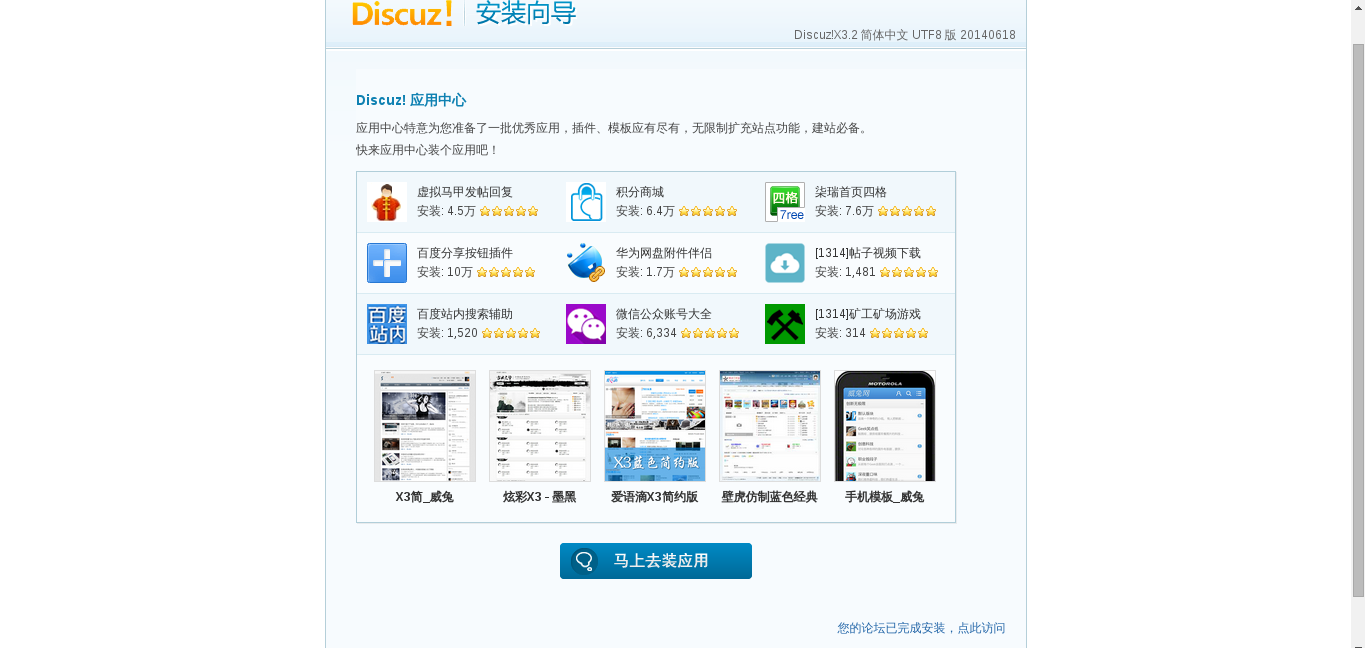 Discuz! 安装向导
Discuz!X3.2 简体中文 UTF8 版 20140618
Discuz! 应用中心
应用中心特意为您准备了一批优秀应用，插件、模板应有尽有，无限制扩充站点功能，建站必备。
快来应用中心装个应用吧！
虚拟马甲发帖回复
安装: 4.5万
积分商城
安装: 6.4万
四格
7ree
柒瑞首页四格
安装: 7.6万
百度分享按钮插件
安装: 10万
华为网盘附件伴侣
安装: 1.7万
[1314]帖子视频下载
安装: 1,481
百度
站内
百度站内搜索辅助
安装: 1,520
微信公众账号大全
安装: 6,334
[1314]矿工矿场游戏
安装: 314
X3蓝色简约版
MOTOROLA
X3简_威兔
炫彩X3 - 墨黑
爱语滴X3简约版
壁虎仿制蓝色经典
手机模板_威兔
马上去装应用
您的论坛已完成安装，点此访问